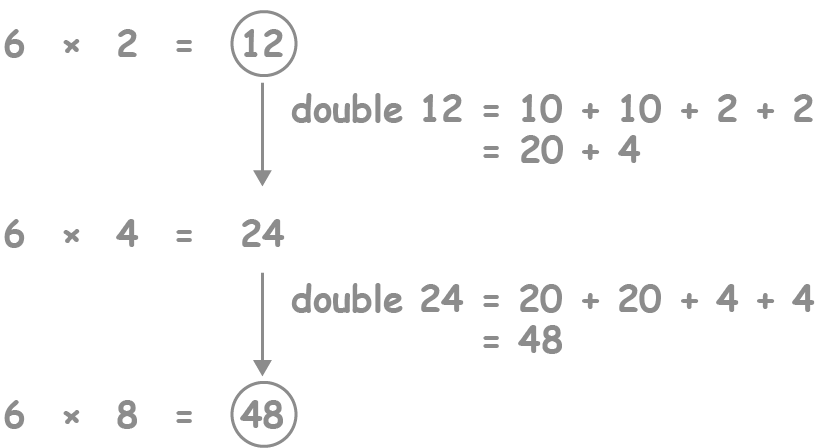 6 × 2 = 12
double 12 = 10 + 10 + 2 + 2
= 20 + 4
6 × 4 = 24
double 24 = 20 + 20 + 4 + 4
= 48
6 × 8 = 48